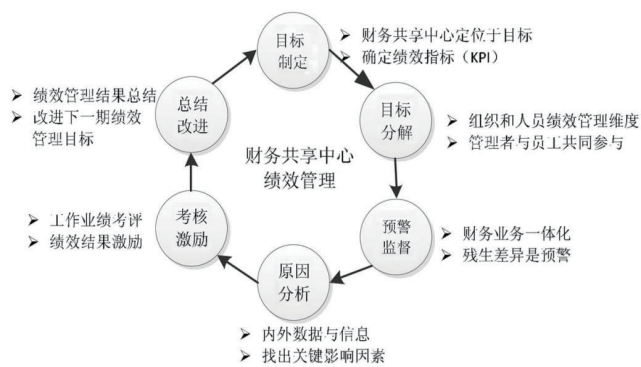 目标
制定
➢ 财务共享中心定位于目标
➢ 确定绩效指标（KPI）
目标
分解
➢ 组织和人员绩效管理维度
➢ 管理者与员工共同参与
预警
监督
➢ 财务业务一体化
➢ 残生差异是预警
原因
分析
➢ 内外数据与信息
➢ 找出关键影响因素
考核
激励
➢ 工作业绩考评
➢ 绩效结果激励
总结
改进
➢ 绩效管理结果总结
➢ 改进下一期绩效
管理目标
财务共享中心
绩效管理